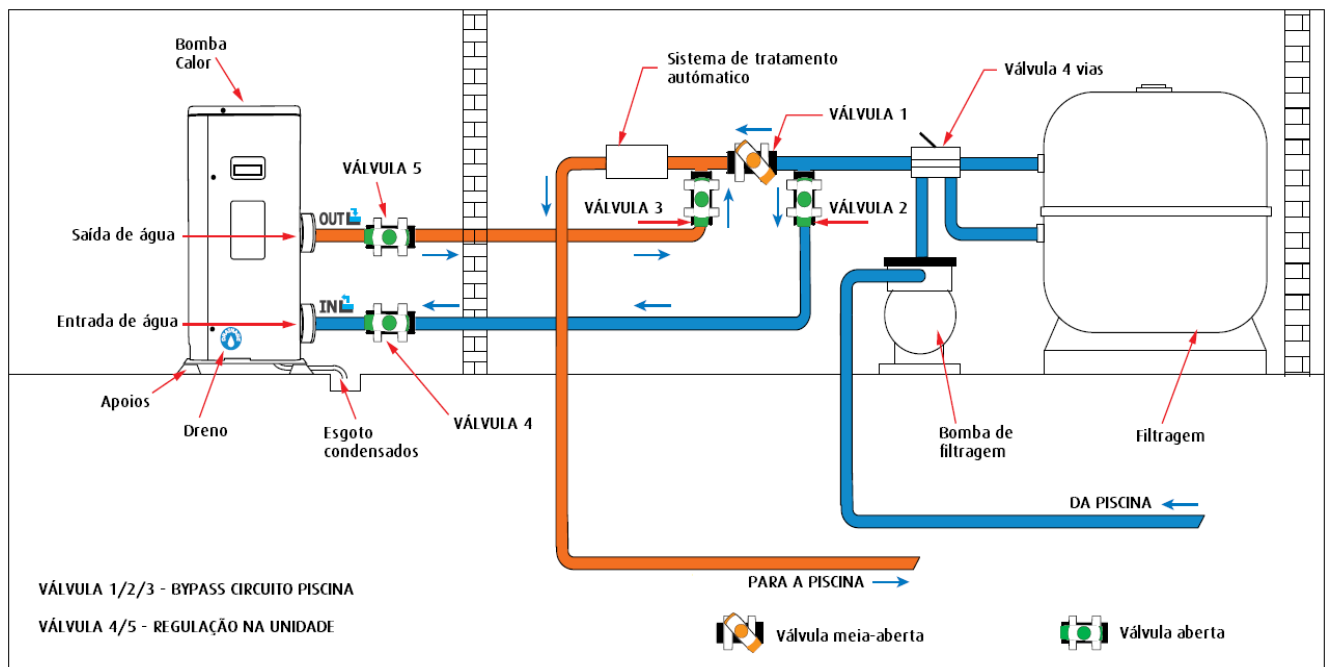 Bomba
Calor
Sistema de tratamento
autómatico
Válvula 4 vias
VÁLVULA 1
VÁLVULA 5
VÁLVULA 3
VÁLVULA 2
OUT
Saída de água
IN
Entrada de água
Apoios
Dreno
Esgoto
condensados
VÁLVULA 4
Bomba de
filtragem
Filtragem
DA PISCINA
PARA A PISCINA
VÁLVULA 1/2/3 - BYPASS CIRCUITO PISCINA
VÁLVULA 4/5 - REGULAÇÃO NA UNIDADE
Válvula meia-aberta
Válvula aberta